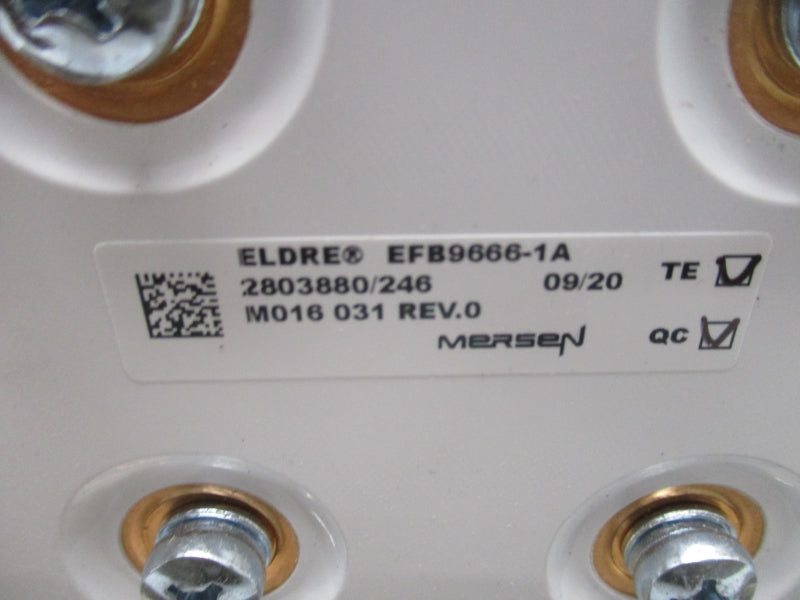 ELDRE® EFB9666-1A
2803880/246 09/20
M016 031 REV.0
MERSEN
TE
QC